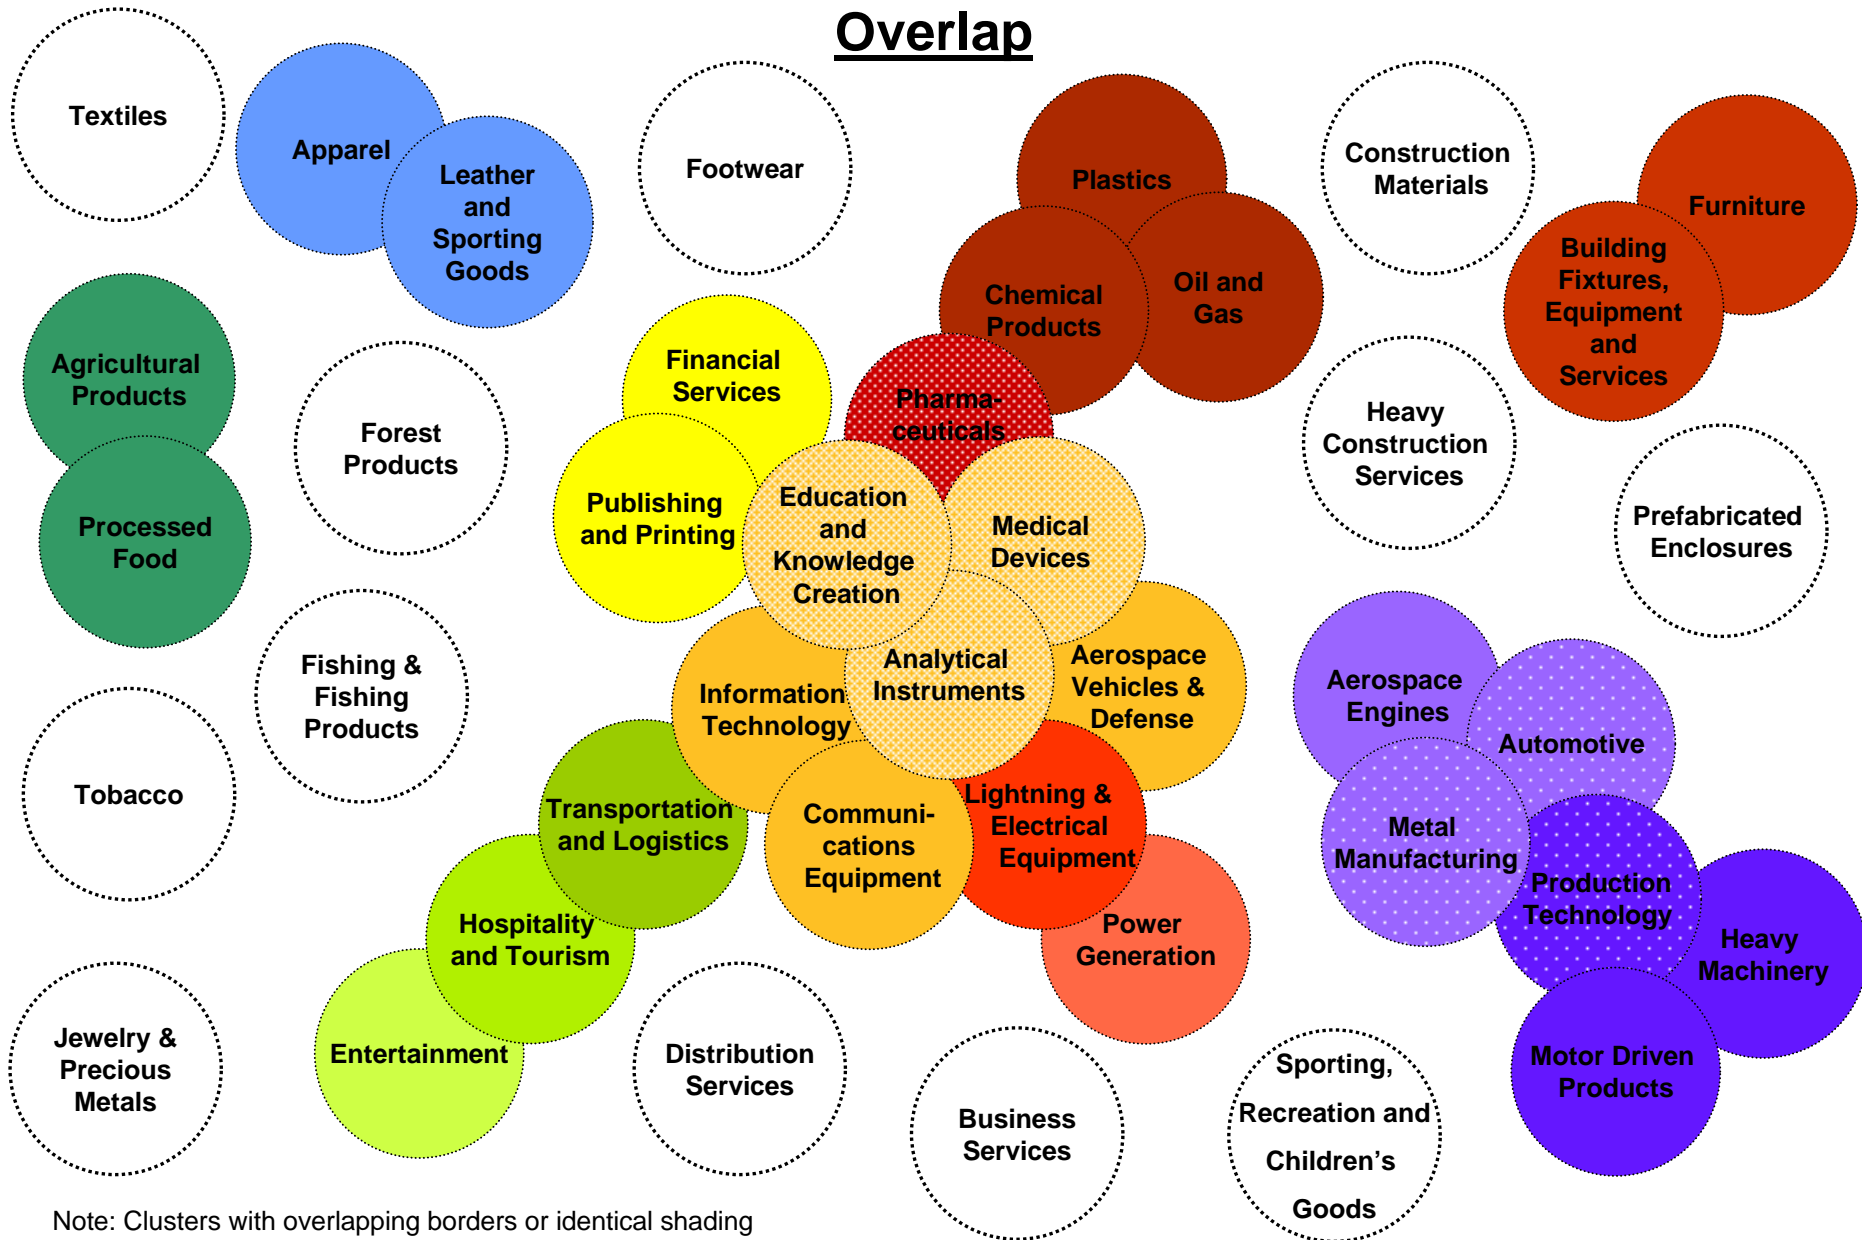 Overlap
Textiles
Apparel
Leather
and
Sporting
Goods
Footwear
Plastics
Construction
Materials
Furniture
Building
Fixtures,
Equipment
and
Services
Chemical
Products
Oil and
Gas
Agricultural
Products
Forest
Products
Financial
Services
Pharma-
ceuticals
Heavy
Construction
Services
Processed
Food
Publishing
and Printing
Education
and
Knowledge
Creation
Medical
Devices
Prefabricated
Enclosures
Fishing &
Fishing
Products
Information
Technology
Analytical
Instruments
Aerospace
Vehicles &
Defense
Aerospace
Engines
Automotive
Tobacco
Transportation
and Logistics
Communi-
cations
Equipment
Lightning &
Electrical
Equipment
Metal
Manufacturing
Production
Technology
Hospitality
and Tourism
Power
Generation
Heavy
Machinery
Jewelry &
Precious
Metals
Entertainment
Distribution
Services
Business
Services
Sporting,
Recreation and
Children's
Goods
Motor Driven
Products
Note: Clusters with overlapping borders or identical shading